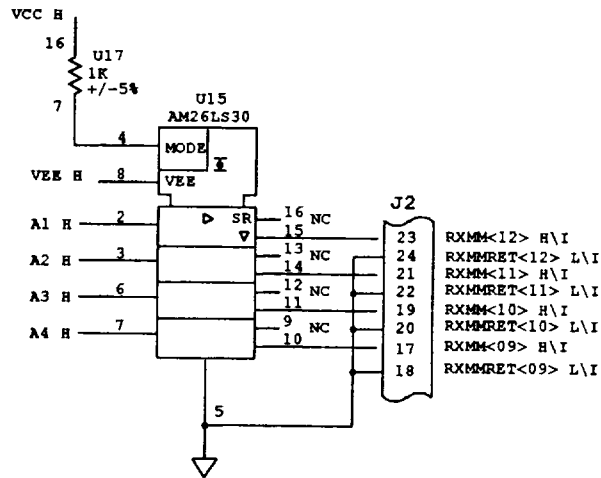 VCC H
16
U17
1K
+/-5%
7
U15
AM26LS30
4
MODE
VEE H
8
VEE
J2
A1 H
2
SR
16 NC
15
23 RXMM<12> H\I
13 NC
24 RXMMRET<12> L\I
A2 H
3
14
21 RXMM<11> H\I
12 NC
22 RXMMRET<11> L\I
A3 H
6
11
19 RXMM<10> H\I
9 NC
20 RXMMRET<10> L\I
A4 H
7
10
17 RXMM<09> H\I
18 RXMMRET<09> L\I
5